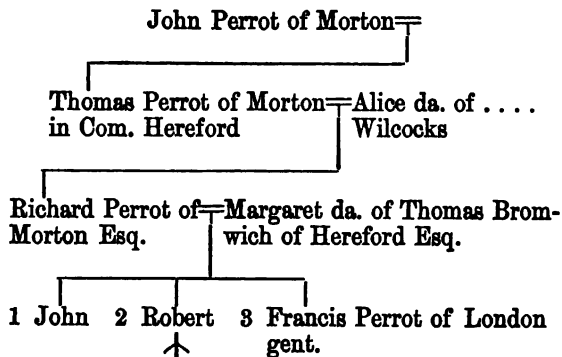 John Perrot of Morton
Thomas Perrot of Morton Alice da. of ....
in Com. Hereford Wilcocks
Richard Perrot of Margaret da. of Thomas Brom-
Morton Esq. wich of Hereford Esq.
1 John 2 Robert 3 Francis Perrot of London
gent.